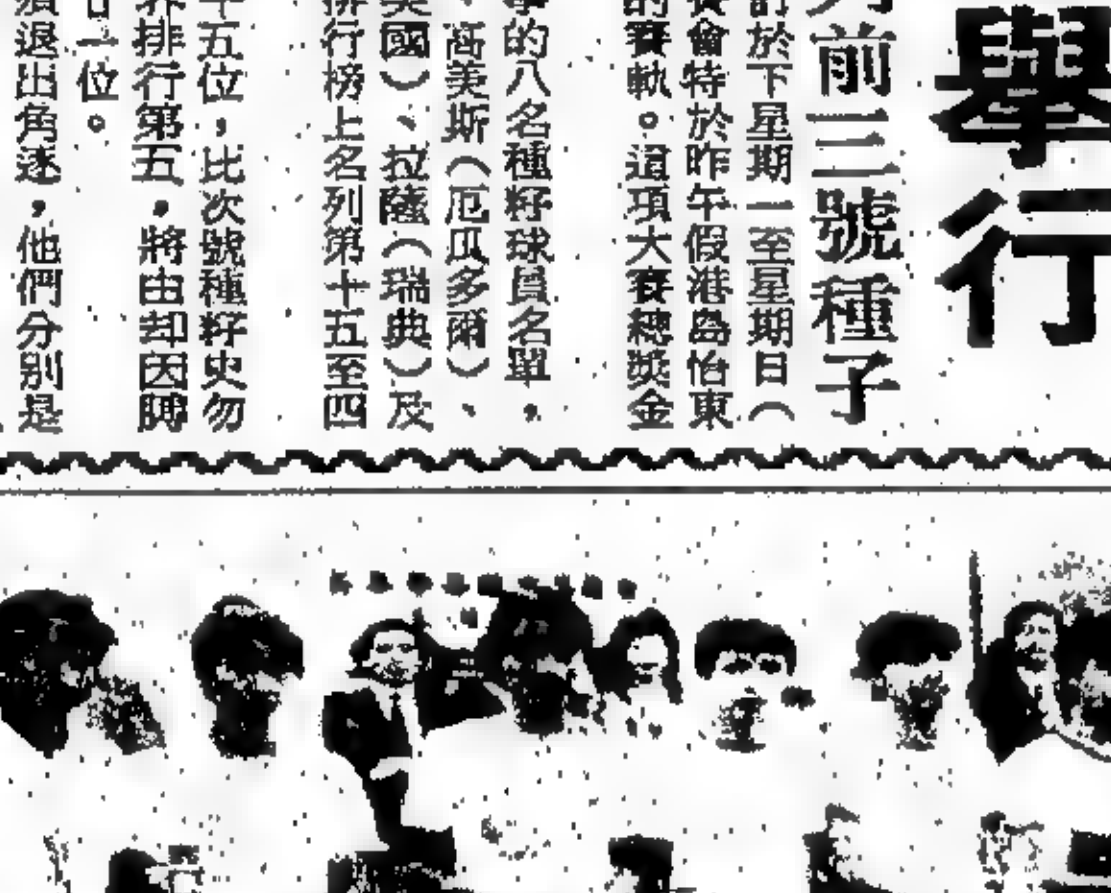 舉行
前三號種子
訂於下星期一至星期日（
會特於昨午假港島怡東
的賽軌。這項大賽總獎金
的八名種籽球員名單，
、高美斯（厄瓜多爾）、
美國）、拉薩（瑞典）及
排行榜上名列第十五至四
十五位，比次號種籽史勿
界排行第五，將由却因膊
廿一位。
須退出角逐，他們分別是